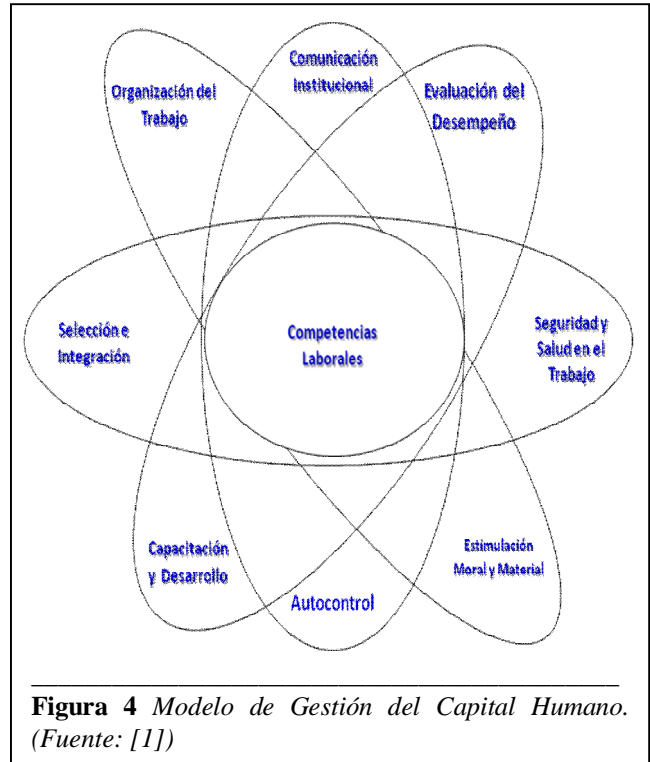 Comunicación
Institucional
Organización del
Trabajo
Evaluación del
Desempeño
Selección e
Integración
Competencias
Laborales
Seguridad y
Salud en el
Trabajo
Capacitación
y Desarrollo
Autocontrol
Estimulación
Moral y Material
Figura 4 Modelo de Gestión del Capital Humano.
(Fuente: [1])